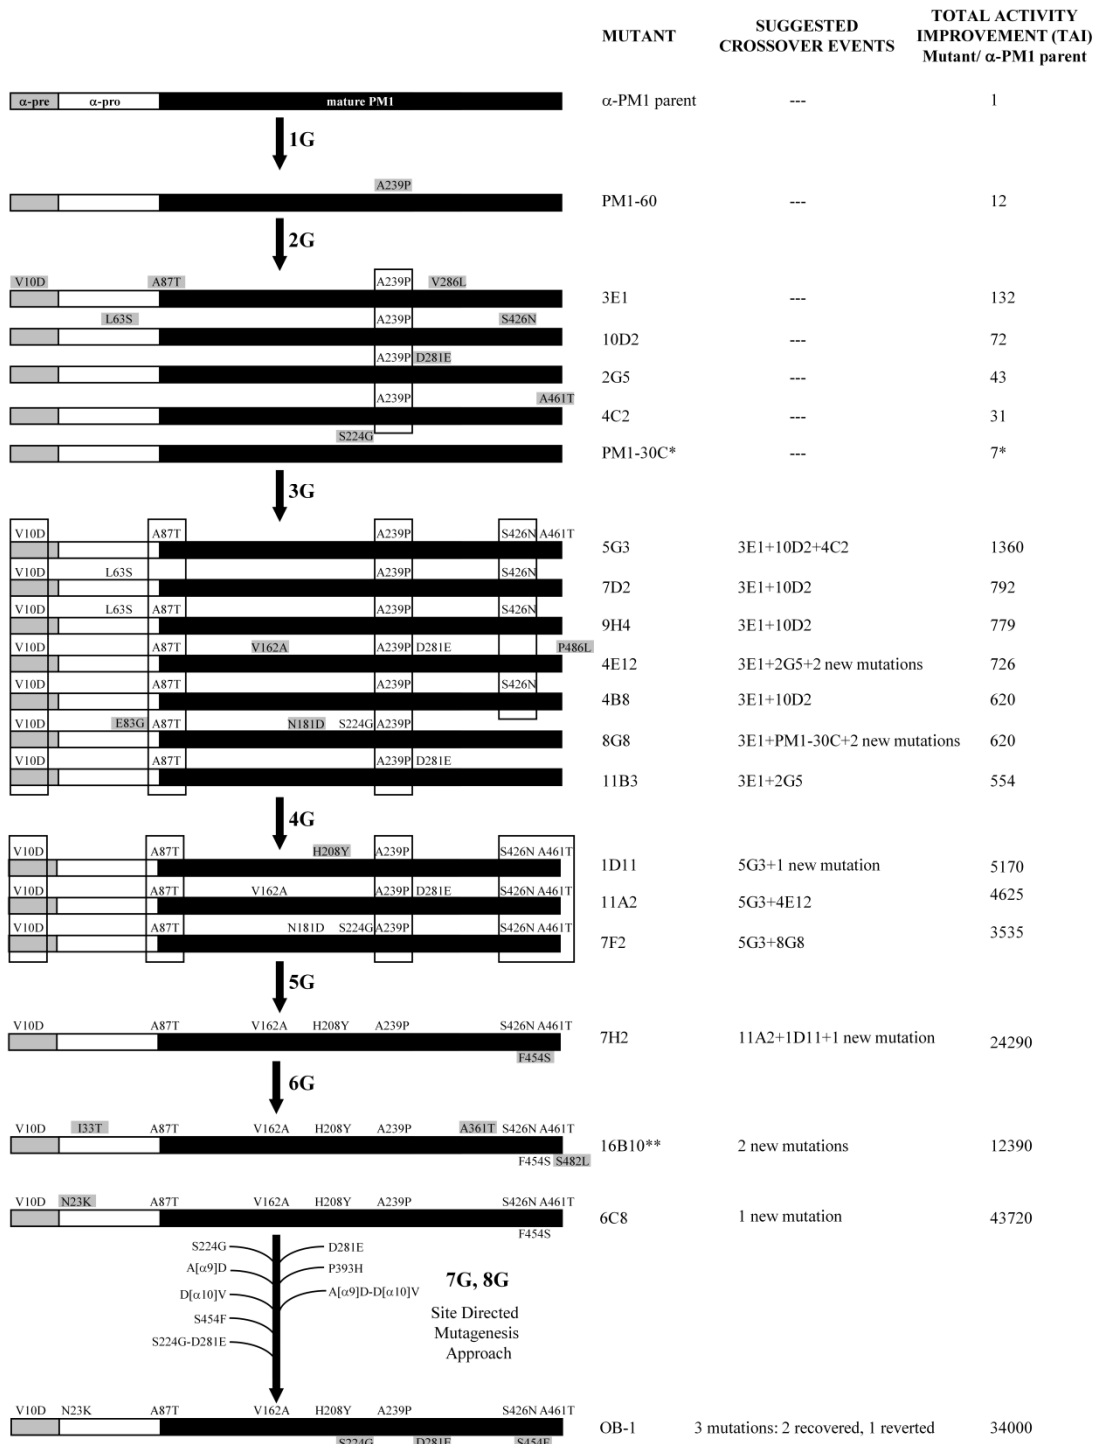 MUTANT SUGGESTED CROSSOVER EVENTS TOTAL ACTIVITY IMPROVEMENT (TAI) Mutant/ α-PM1 parent
α-pre α-pro mature PM1 α-PM1 parent --- 1
1G
A239P
PM1-60 --- 12
2G
V10D A87T A239P V286L
3E1 --- 132
L63S A239P S426N
10D2 --- 72
A239P D281E
2G5 --- 43
A239P A461T
4C2 --- 31
S224G
PM1-30C* --- 7*
3G
V10D A87T A239P S426N A461T
5G3 3E1+10D2+4C2 1360
V10D L63S A239P S426N
7D2 3E1+10D2 792
V10D L63S A87T A239P S426N
9H4 3E1+10D2 779
V10D A87T V162A A239P D281E P486L
4E12 3E1+2G5+2 new mutations 726
V10D A87T A239P S426N
4B8 3E1+10D2 620
V10D E83G A87T N181D S224G A239P
8G8 3E1+PM1-30C+2 new mutations 620
V10D A87T A239P D281E
11B3 3E1+2G5 554
4G
V10D A87T H208Y A239P S426N A461T
1D11 5G3+1 new mutation 5170
V10D A87T V162A A239P D281E S426N A461T
11A2 5G3+4E12 4625
V10D A87T N181D S224G A239P S426N A461T
7F2 5G3+8G8 3535
5G
V10D A87T V162A H208Y A239P S426N A461T
7H2 11A2+1D11+1 new mutation 24290
F454S
6G
V10D I33T A87T V162A H208Y A239P A361T S426N A461T
16B10** 2 new mutations 12390
F454S S482L
V10D N23K A87T V162A H208Y A239P S426N A461T
6C8 1 new mutation 43720
F454S
S224G D281E
A[α9]D P393H
D[α10]V A[α9]D-D[α10]V
S454F
S224G-D281E
7G, 8G
Site Directed
Mutagenesis
Approach
V10D N23K A87T V162A H208Y A239P S426N A461T
OB-1 3 mutations: 2 recovered, 1 reverted 34000
S224G D281E S454F